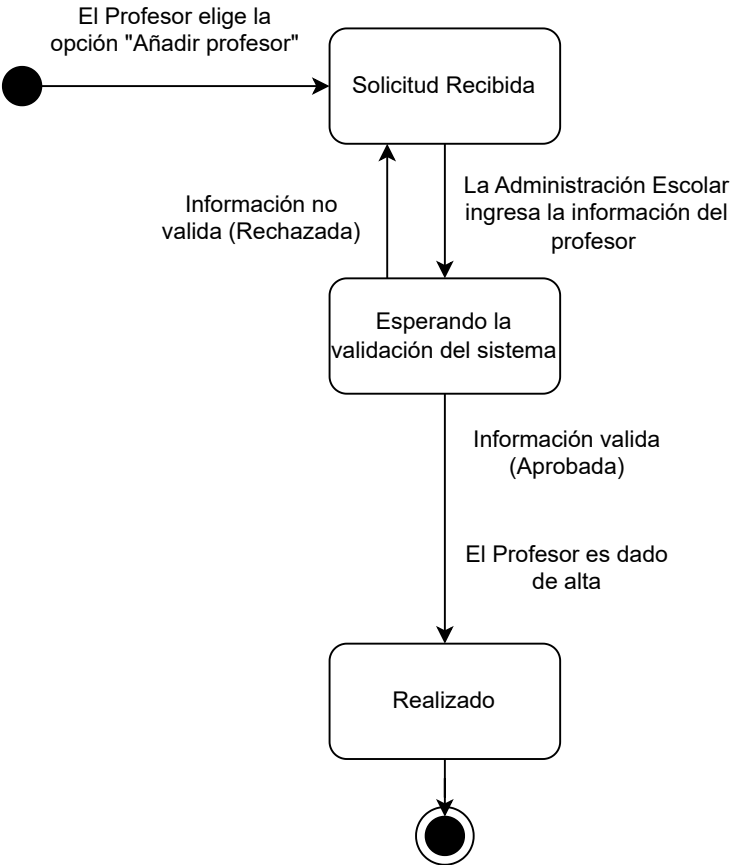 El Profesor elige la
opción "Añadir profesor"
Solicitud Recibida
Información no
valida (Rechazada)
La Administración Escolar
ingresa la información del
profesor
Esperando la
validación del sistema
Información valida
(Aprobada)
El Profesor es dado
de alta
Realizado